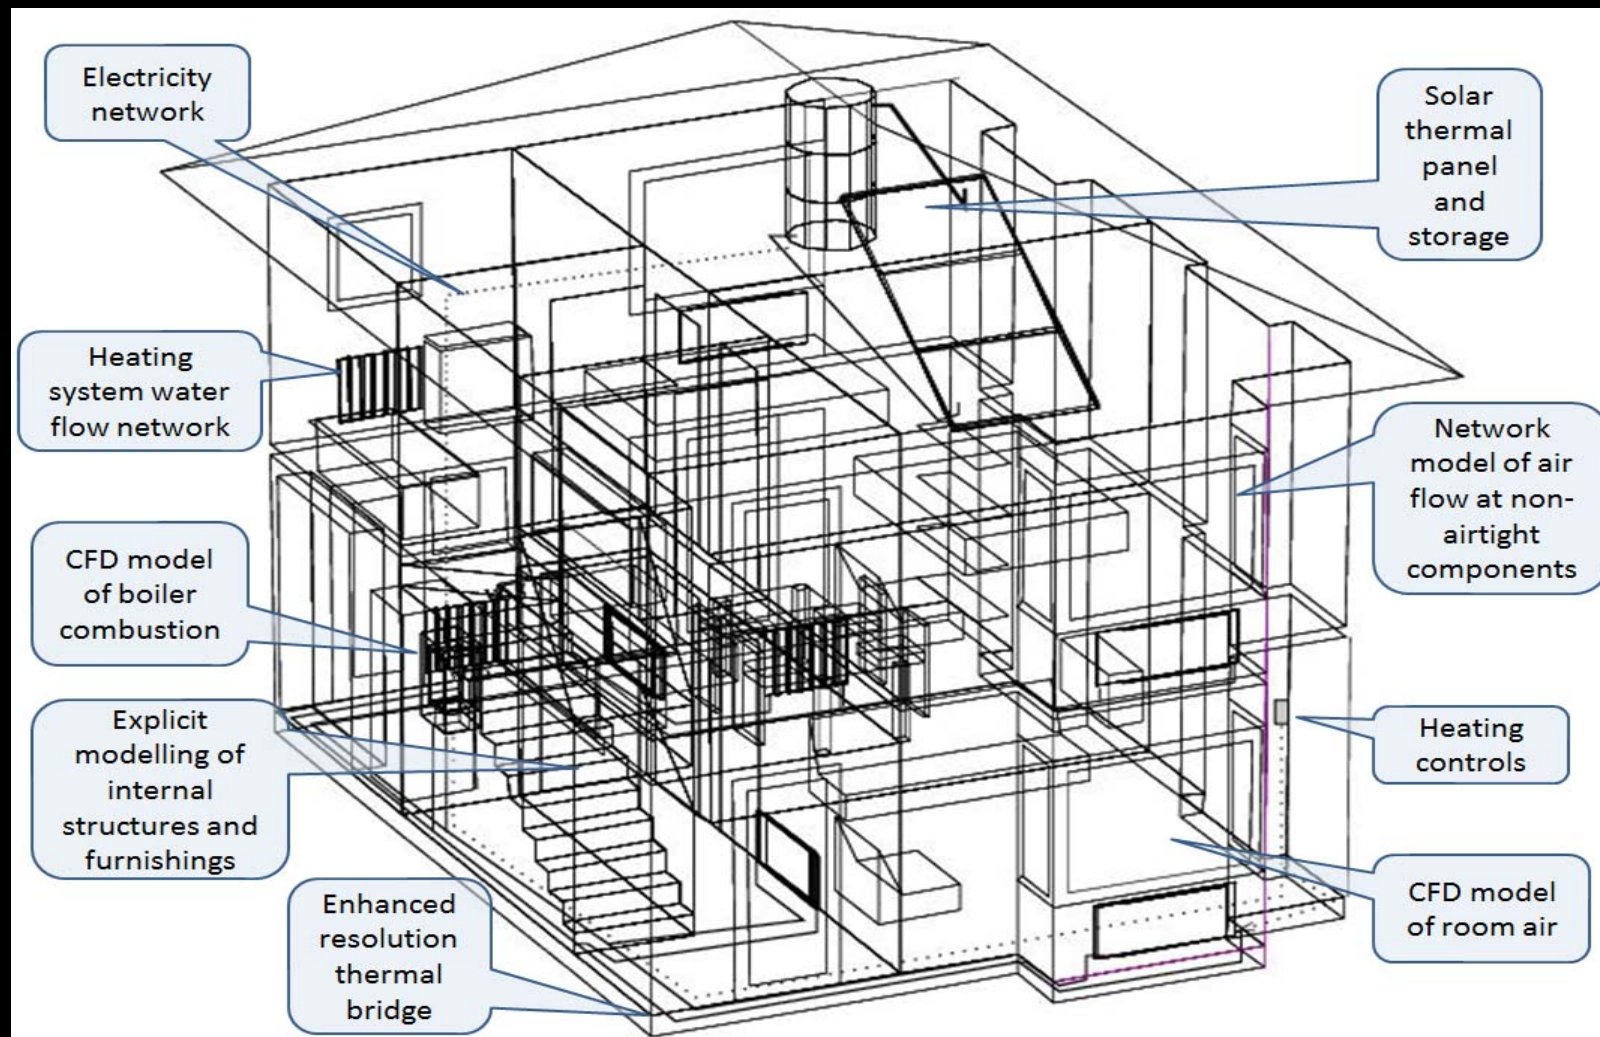 Electricity
network
Solar
thermal
panel
and
storage
Heating
system water
flow network
Network
model of air
flow at non-
airtight
components
CFD model
of boiler
combustion
Explicit
modelling of
internal
structures and
furnishings
Heating
controls
Enhanced
resolution
thermal
bridge
CFD model
of room air